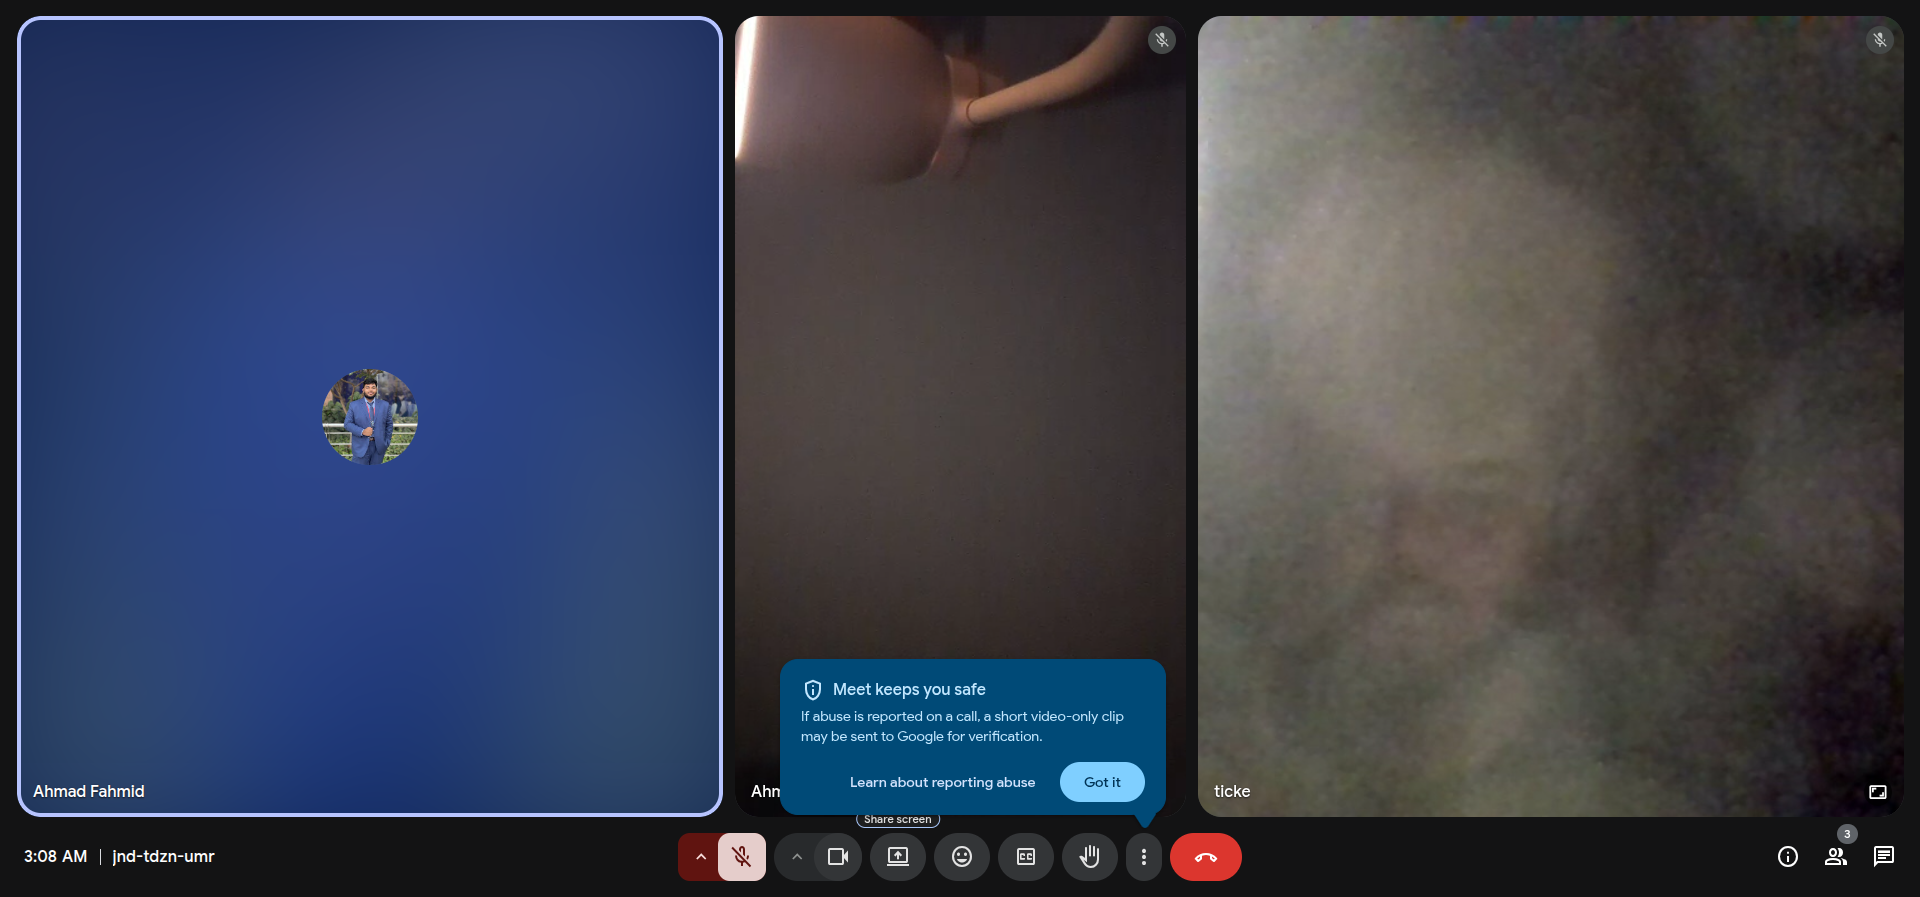 Ahmad Fahmid
Ahm
ticke
Meet keeps you safe
If abuse is reported on a call, a short video-only clip
may be sent to Google for verification.
Learn about reporting abuse
Got it
Share screen
3:08 AM | jnd-tdzn-umr
CC
3